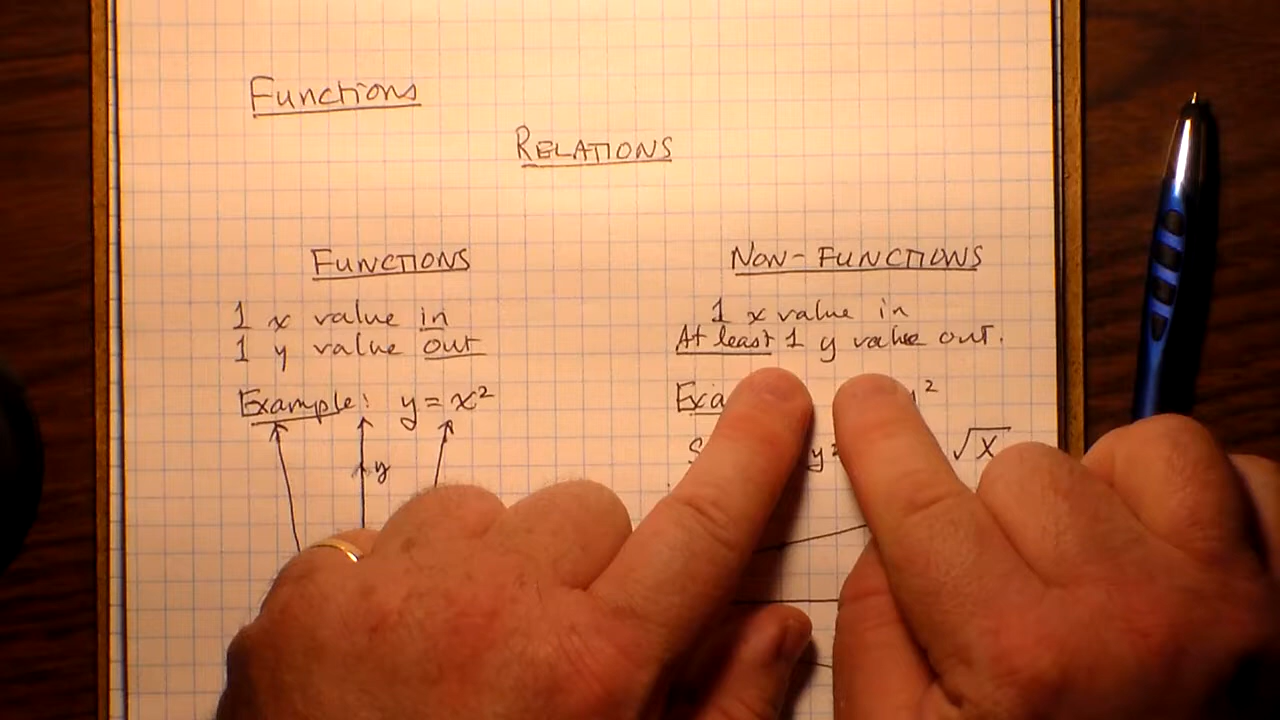 Functions
RELATIONS
FUNCTIONS
1 x value in
1 y value out
Example: y = x²
y
NON-FUNCTIONS
1 x value in
At least 1 y value out.
²
y √x